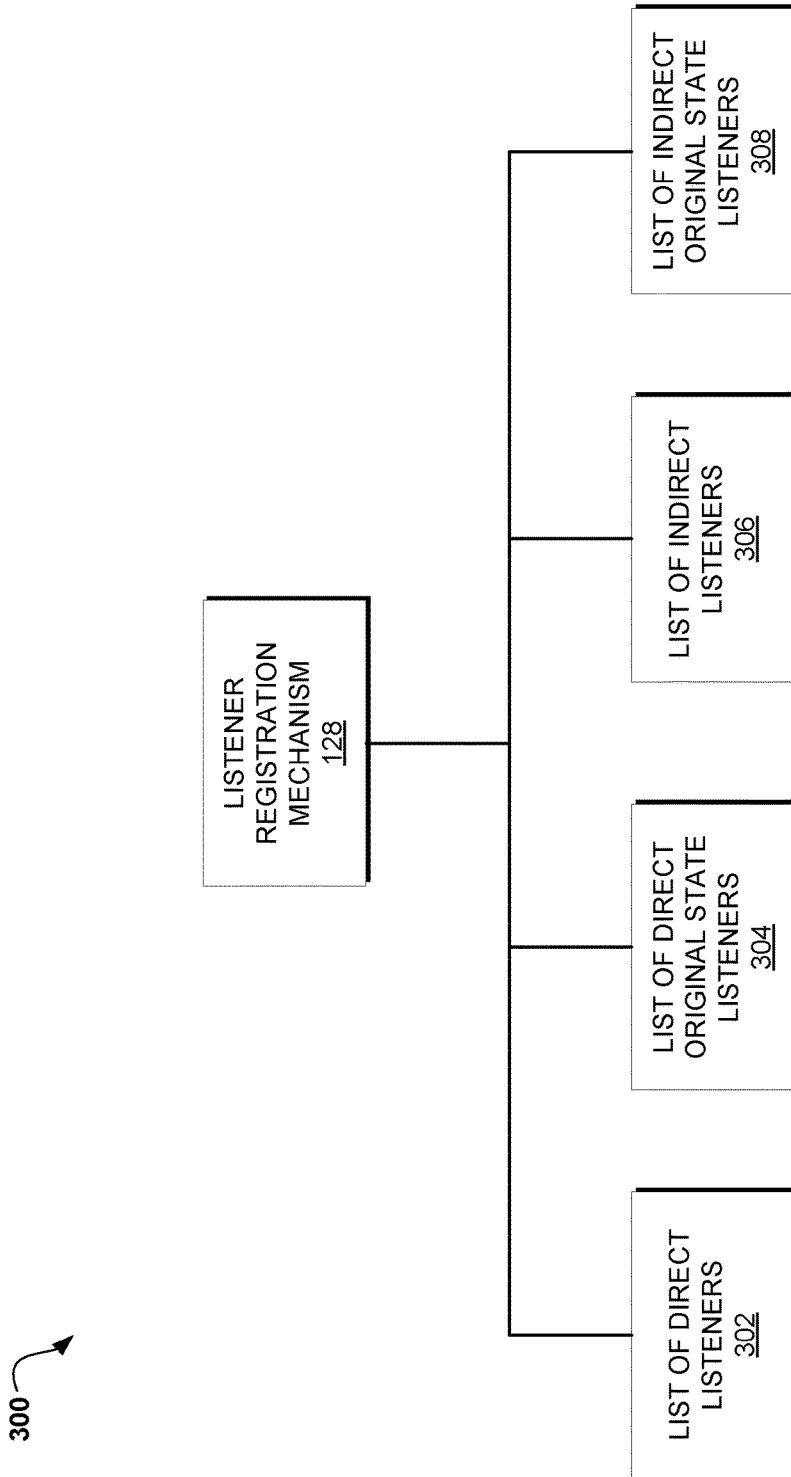 300
LISTENER
REGISTRATION
MECHANISM
128
LIST OF DIRECT
LISTENERS
302
LIST OF DIRECT
ORIGINAL STATE
LISTENERS
304
LIST OF INDIRECT
LISTENERS
306
LIST OF INDIRECT
ORIGINAL STATE
LISTENERS
308